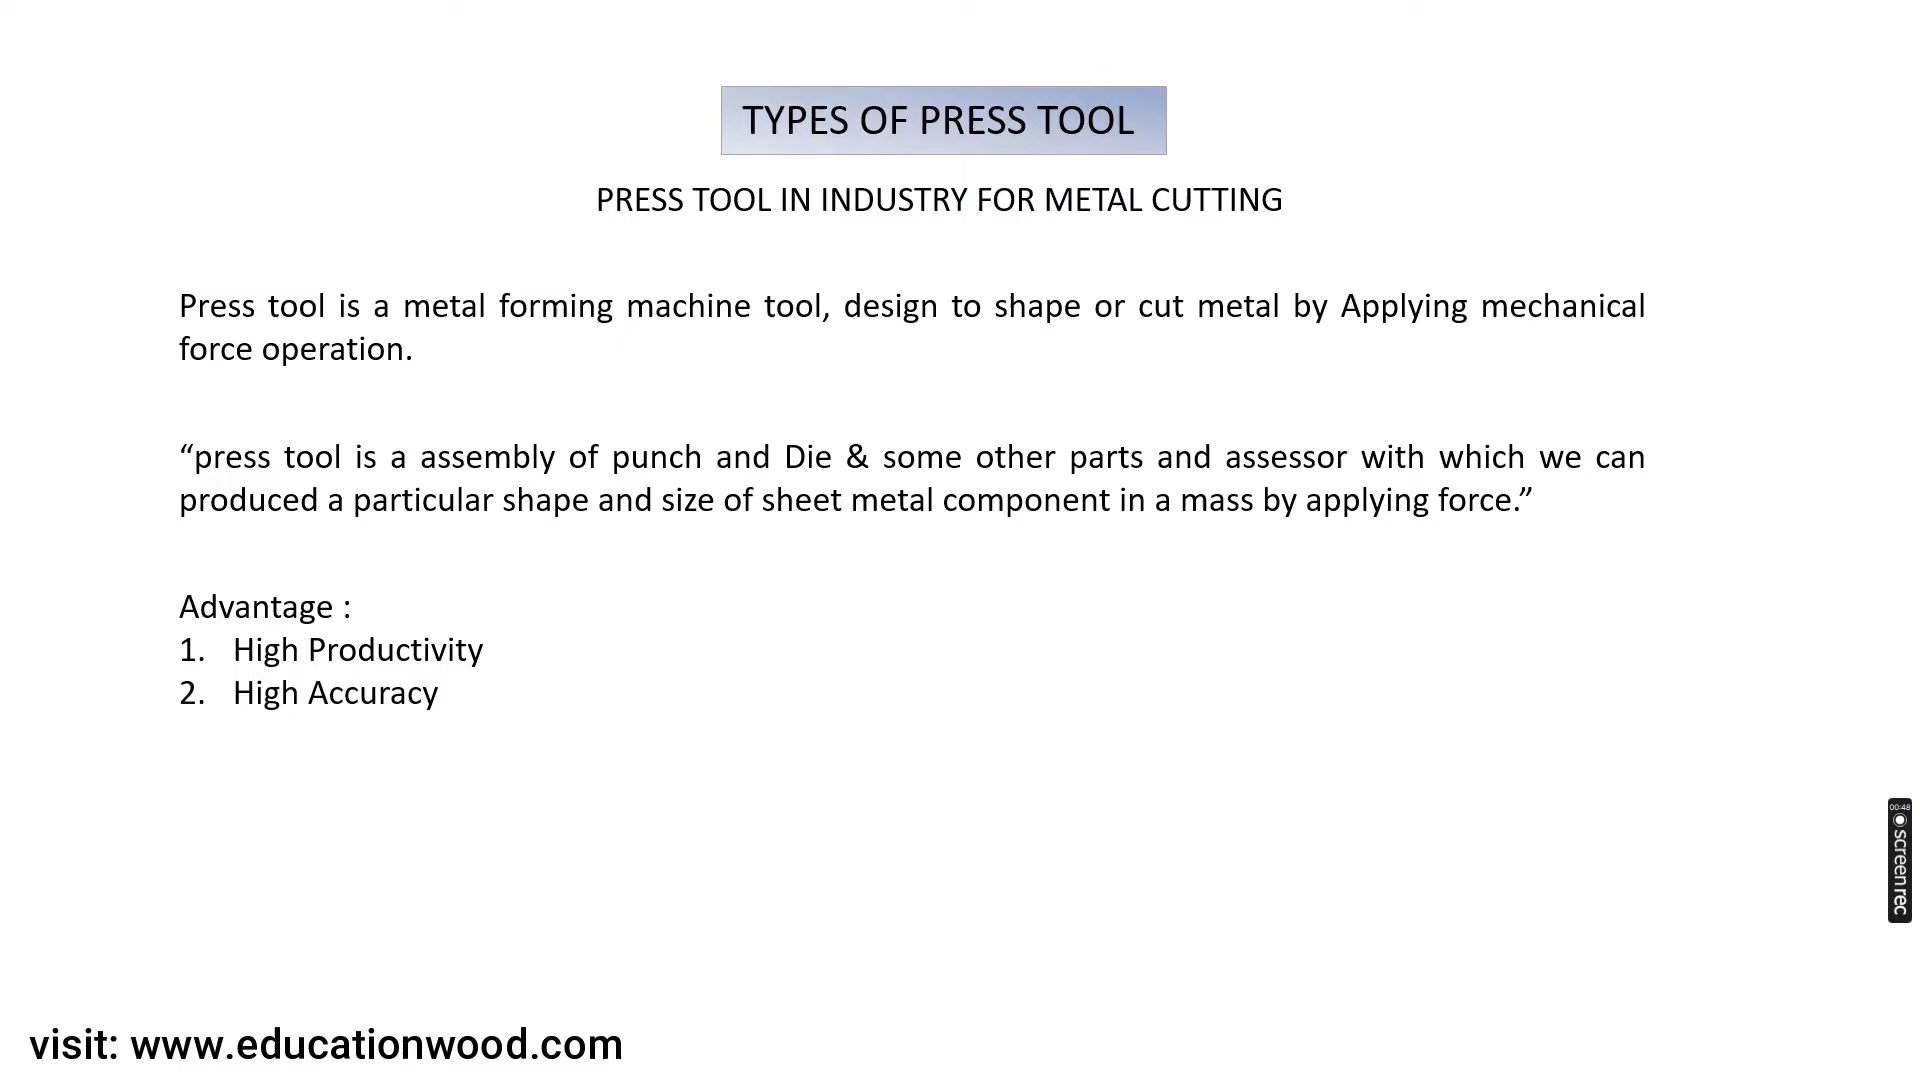 TYPES OF PRESS TOOL
PRESS TOOL IN INDUSTRY FOR METAL CUTTING
Press tool is a metal forming machine tool, design to shape or cut metal by Applying mechanical
force operation.
“press tool is a assembly of punch and Die & some other parts and assessor with which we can
produced a particular shape and size of sheet metal component in a mass by applying force.”
Advantage :
1. High Productivity
2. High Accuracy
00:48
screenrec
visit: www.educationwood.com